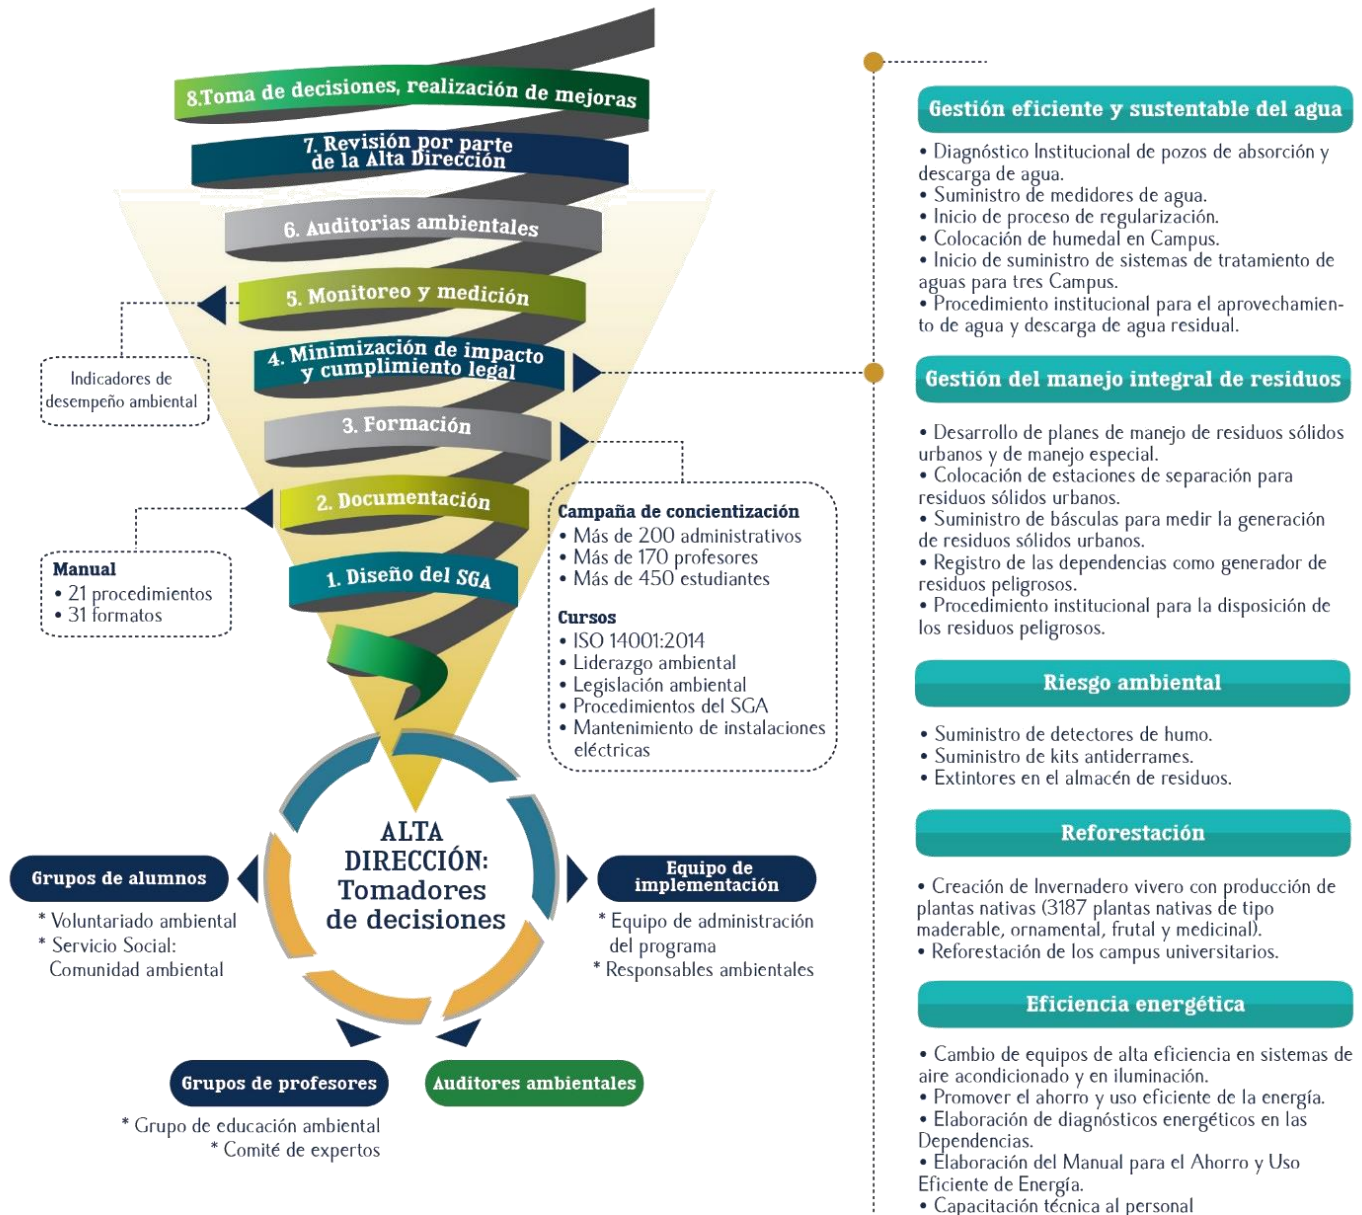 8.Toma de decisiones, realización de mejoras
7. Revisión por parte
de la Alta Dirección
6. Auditorias ambientales
5. Monitoreo y medición
4. Minimización de impacto
y cumplimiento legal
3. Formación
2. Documentación
1. Diseño del SGA
Indicadores de
desempeño ambiental
Manual
• 21 procedimientos
• 31 formatos
Campaña de concientización
• Más de 200 administrativos
• Más de 170 profesores
• Más de 450 estudiantes
Cursos
• ISO 14001:2014
• Liderazgo ambiental
• Legislación ambiental
• Procedimientos del SGA
• Mantenimiento de instalaciones
eléctricas
ALTA
DIRECCIÓN:
Tomadores
de decisiones
Grupos de alumnos
* Voluntariado ambiental
* Servicio Social:
Comunidad ambiental
Equipo de
implementación
* Equipo de administración
del programa
* Responsables ambientales
Grupos de profesores
* Grupo de educación ambiental
* Comité de expertos
Auditores ambientales
Gestión eficiente y sustentable del agua
• Diagnóstico Institucional de pozos de absorción y
descarga de agua.
• Suministro de medidores de agua.
• Inicio de proceso de regularización.
• Colocación de humedal en Campus.
• Inicio de suministro de sistemas de tratamiento de
aguas para tres Campus.
• Procedimiento institucional para el aprovechamien-
to de agua y descarga de agua residual.
Gestión del manejo integral de residuos
• Desarrollo de planes de manejo de residuos sólidos
urbanos y de manejo especial.
• Colocación de estaciones de separación para
residuos sólidos urbanos.
• Suministro de básculas para medir la generación
de residuos sólidos urbanos.
• Registro de las dependencias como generador de
residuos peligrosos.
• Procedimiento institucional para la disposición de
los residuos peligrosos.
Riesgo ambiental
• Suministro de detectores de humo.
• Suministro de kits antiderrames.
• Extintores en el almacén de residuos.
Reforestación
• Creación de Invernadero vivero con producción de
plantas nativas (3187 plantas nativas de tipo
maderable, ornamental, frutal y medicinal).
• Reforestación de los campus universitarios.
Eficiencia energética
• Cambio de equipos de alta eficiencia en sistemas de
aire acondicionado y en iluminación.
• Promover el ahorro y uso eficiente de la energía.
• Elaboración de diagnósticos energéticos en las
Dependencias.
• Elaboración del Manual para el Ahorro y Uso
Eficiente de Energía.
• Capacitación técnica al personal